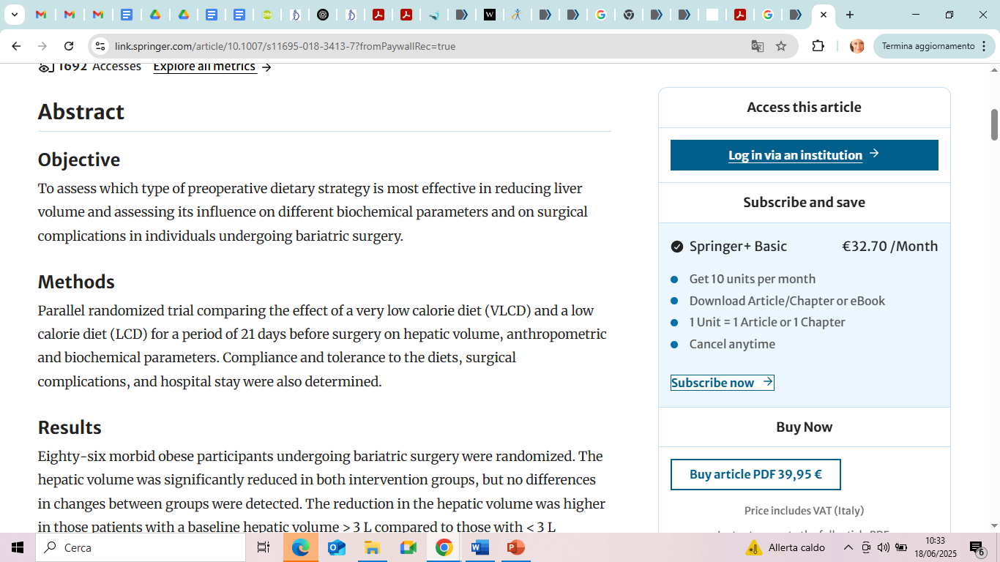 link.springer.com/article/10.1007/s11695-018-3413-7?fromPaywallRec=true
Termina aggiornamento
1692 Accesses Explore all metrics →
Abstract
Objective
To assess which type of preoperative dietary strategy is most effective in reducing liver
volume and assessing its influence on different biochemical parameters and on surgical
complications in individuals undergoing bariatric surgery.
Methods
Parallel randomized trial comparing the effect of a very low calorie diet (VLCD) and a low
calorie diet (LCD) for a period of 21 days before surgery on hepatic volume, anthropometric
and biochemical parameters. Compliance and tolerance to the diets, surgical
complications, and hospital stay were also determined.
Results
Eighty-six morbid obese participants undergoing bariatric surgery were randomized. The
hepatic volume was significantly reduced in both intervention groups, but no differences
in changes between groups were detected. The reduction in the hepatic volume was higher
in those patients with a baseline hepatic volume > 3 L compared to those with < 3 L
Access this article
Log in via an institution →
Subscribe and save
Springer+ Basic €32.70 /Month
Get 10 units per month
Download Article/Chapter or eBook
1 Unit = 1 Article or 1 Chapter
Cancel anytime
Subscribe now →
Buy Now
Buy article PDF 39,95 €
Price includes VAT (Italy)
Cerca
Allerta caldo
10:33
18/06/2025
6